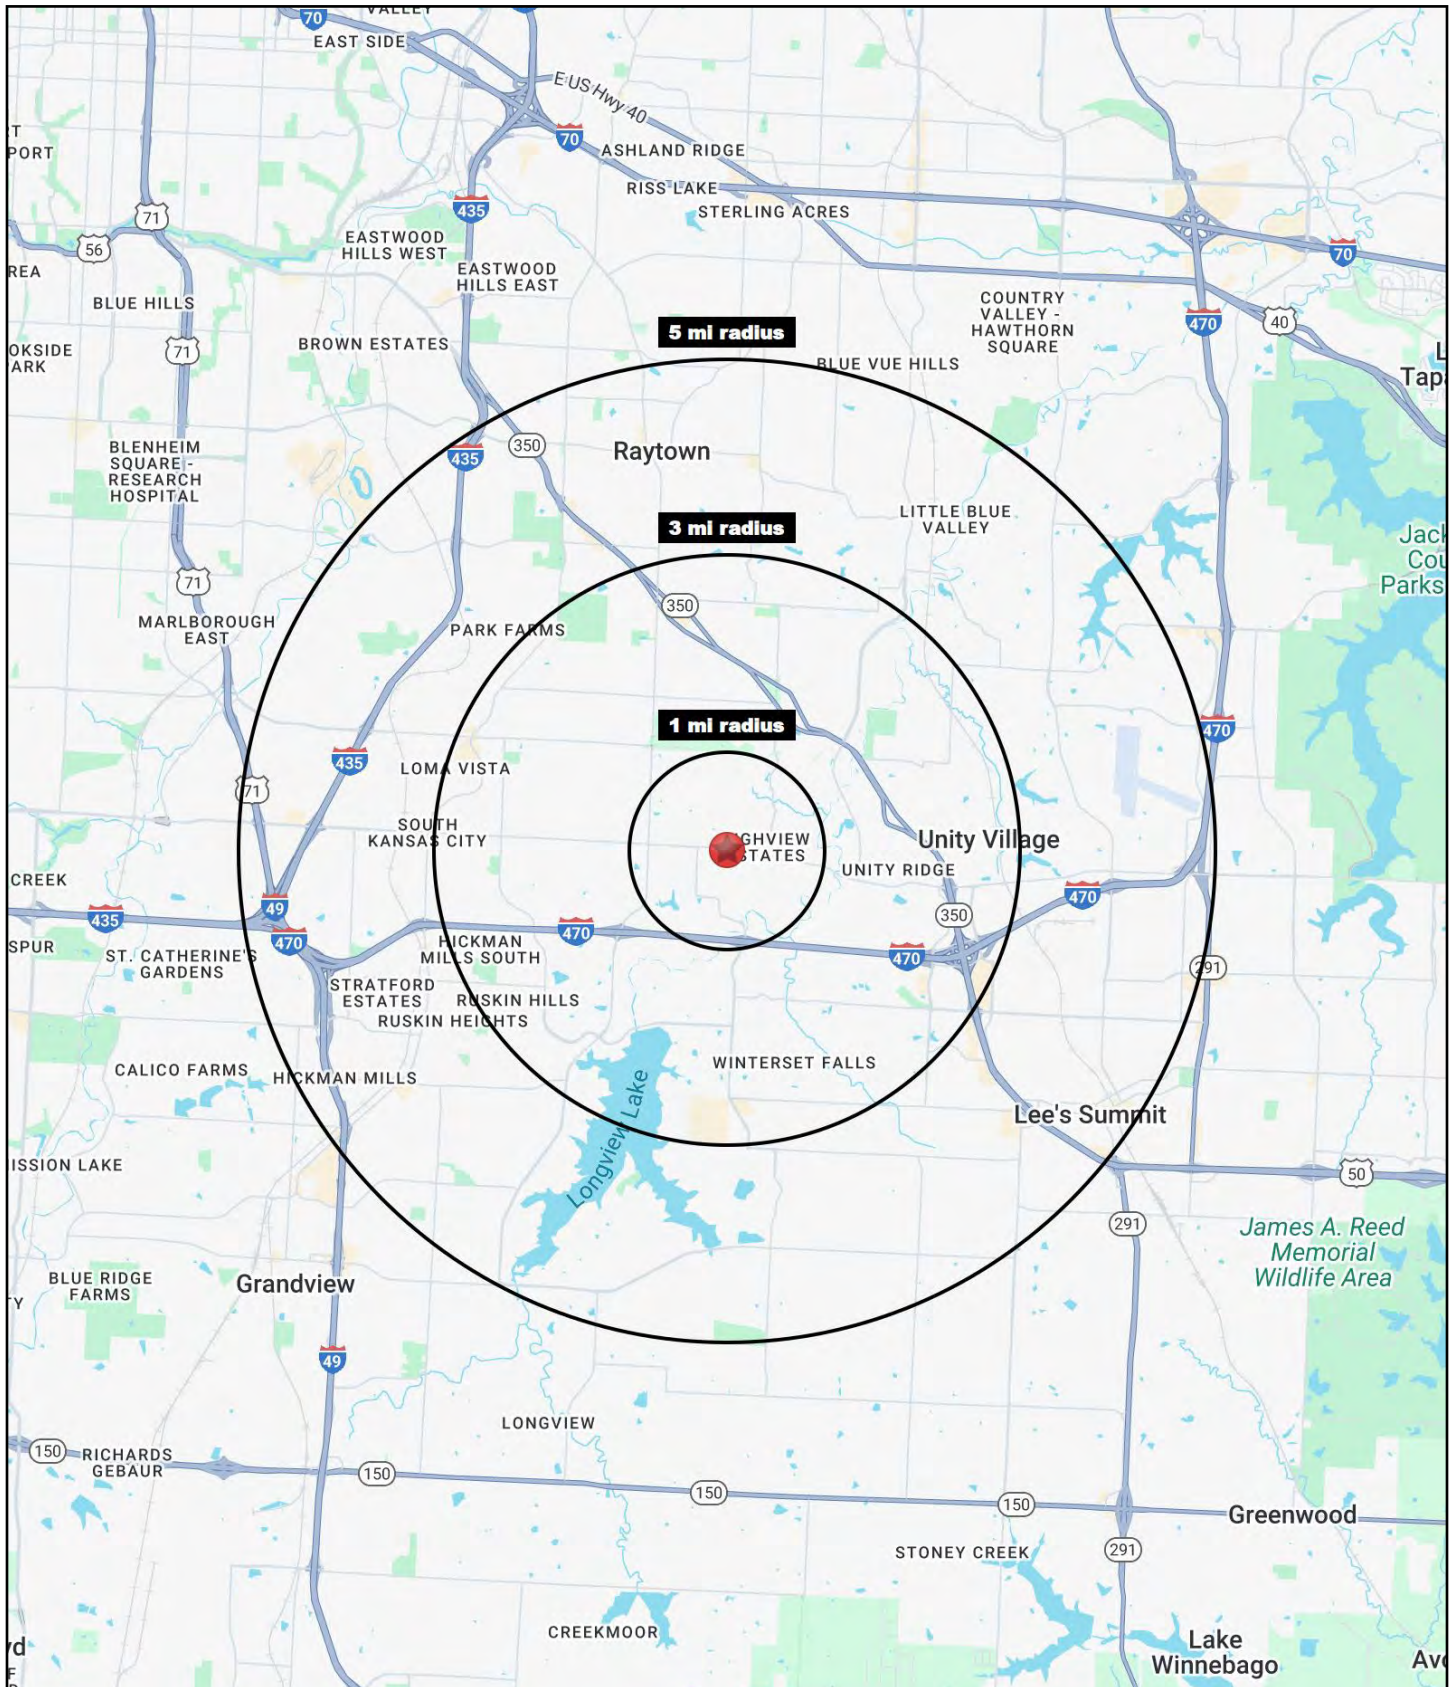 VALLEY
70
EAST SIDE
E US Hwy 40
70
ASHLAND RIDGE
PORT
RISS LAKE
435
STERLING ACRES
71
56
EASTWOOD
HILLS WEST
70
EASTWOOD
HILLS EAST
BLUE HILLS
COUNTRY
VALLEY -
HAWTHORN
SQUARE
470
40
5 mi radius
BROWN ESTATES
71
BLUE VUE HILLS
350
Raytown
435
BLENHEIM
SQUARE -
RESEARCH
HOSPITAL
LITTLE BLUE
VALLEY
3 mi radius
Parks
71
350
MARLBOROUGH
EAST
PARK FARMS
1 mi radius
470
435
LOMA VISTA
71
SOUTH
KANSAS CITY
Unity Village
UNITY RIDGE
CREEK
470
49
435
350
470
470
470
SPUR
HICKMAN
MILLS SOUTH
ST. CATHERINE'S
GARDENS
291
STRATFORD
ESTATES
RUSKIN HILLS
RUSKIN HEIGHTS
WINTERSET FALLS
CALICO FARMS
HICKMAN MILLS
Longview Lake
Lee's Summit
ISSION LAKE
50
291
James A. Reed
Memorial
Wildlife Area
BLUE RIDGE
FARMS
Grandview
49
LONGVIEW
150
RICHARDS
GEBAUR
150
150
150
Greenwood
291
STONEY CREEK
CREEKMOOR
Lake
Winnebago